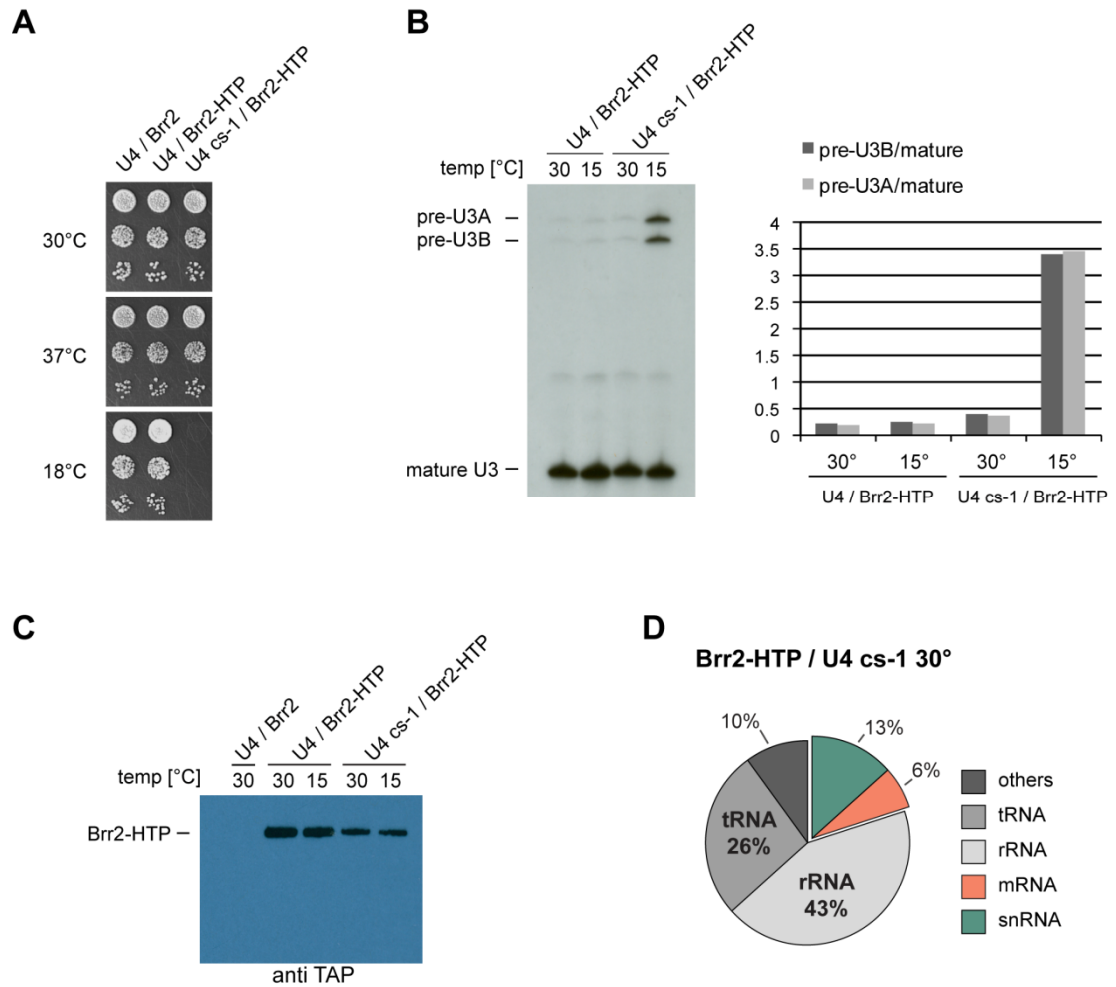 A
U4 / Brr2
U4 / Brr2-HTP
U4 cs-1 / Brr2-HTP
30°C
37°C
18°C
B
U4 / Brr2-HTP
U4 cs-1 / Brr2-HTP
temp [°C]
30 15 30 15
pre-U3A
pre-U3B
mature U3
pre-U3B/mature
pre-U3A/mature
4
3.5
3
2.5
2
1.5
1
0.5
0
30° 15° 30° 15°
U4 / Brr2-HTP U4 cs-1 / Brr2-HTP
C
U4 / Brr2
U4 / Brr2-HTP
U4 cs-1 / Brr2-HTP
temp [°C]
30 30 15 30 15
Brr2-HTP
anti TAP
D
Brr2-HTP / U4 cs-1 30°
10%
13%
6%
tRNA
26%
rRNA
43%
others
tRNA
rRNA
mRNA
snRNA